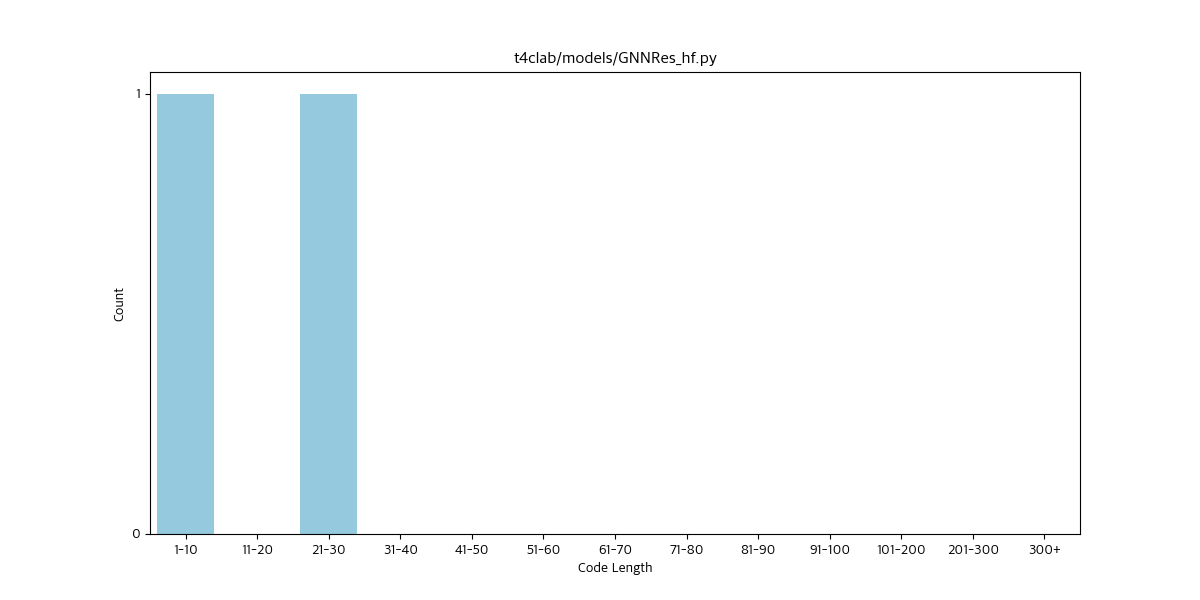 t4clab/models/GNNRes_hf.py
Count
1
0
1-10 11-20 21-30 31-40 41-50 51-60 61-70 71-80 81-90 91-100 101-200 201-300 300+
Code Length